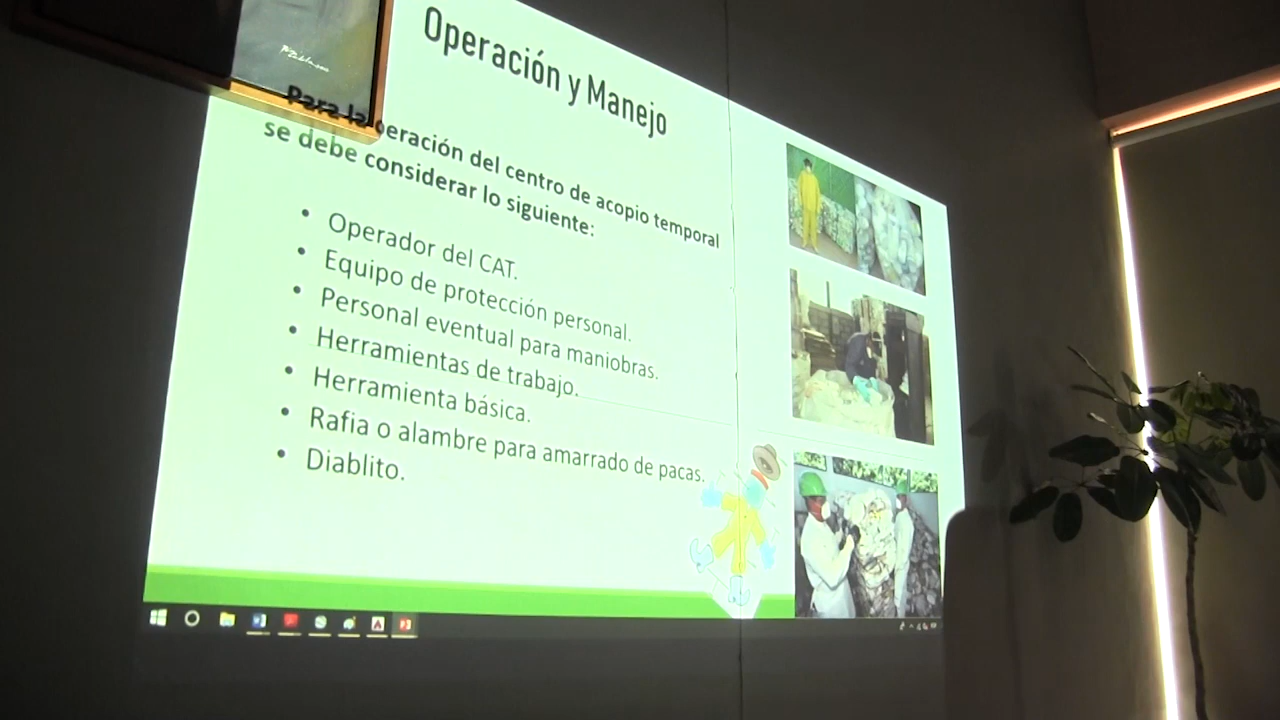 Operación y Manejo
Para la eración del centro de acopio temporal
se debe considerar lo siguiente:
• Operador del CAT.
• Equipo de protección personal.
• Personal eventual para maniobras.
• Herramientas de trabajo.
• Herramienta básica.
• Rafia o alambre para amarrado de pacas.
• Diablito.